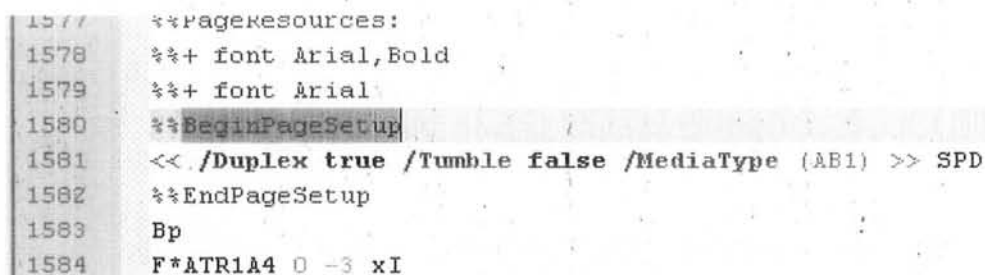 1577 %%PageResources:
1578 %%+ font Arial,Bold
1579 %%+ font Arial
1580 %%BeginPageSetup
1581 << /Duplex true /Tumble false /MediaType (AB1) >> SPD
1582 %%EndPageSetup
1583 Bp
1584 F*ATR1A4 0 -3 xI